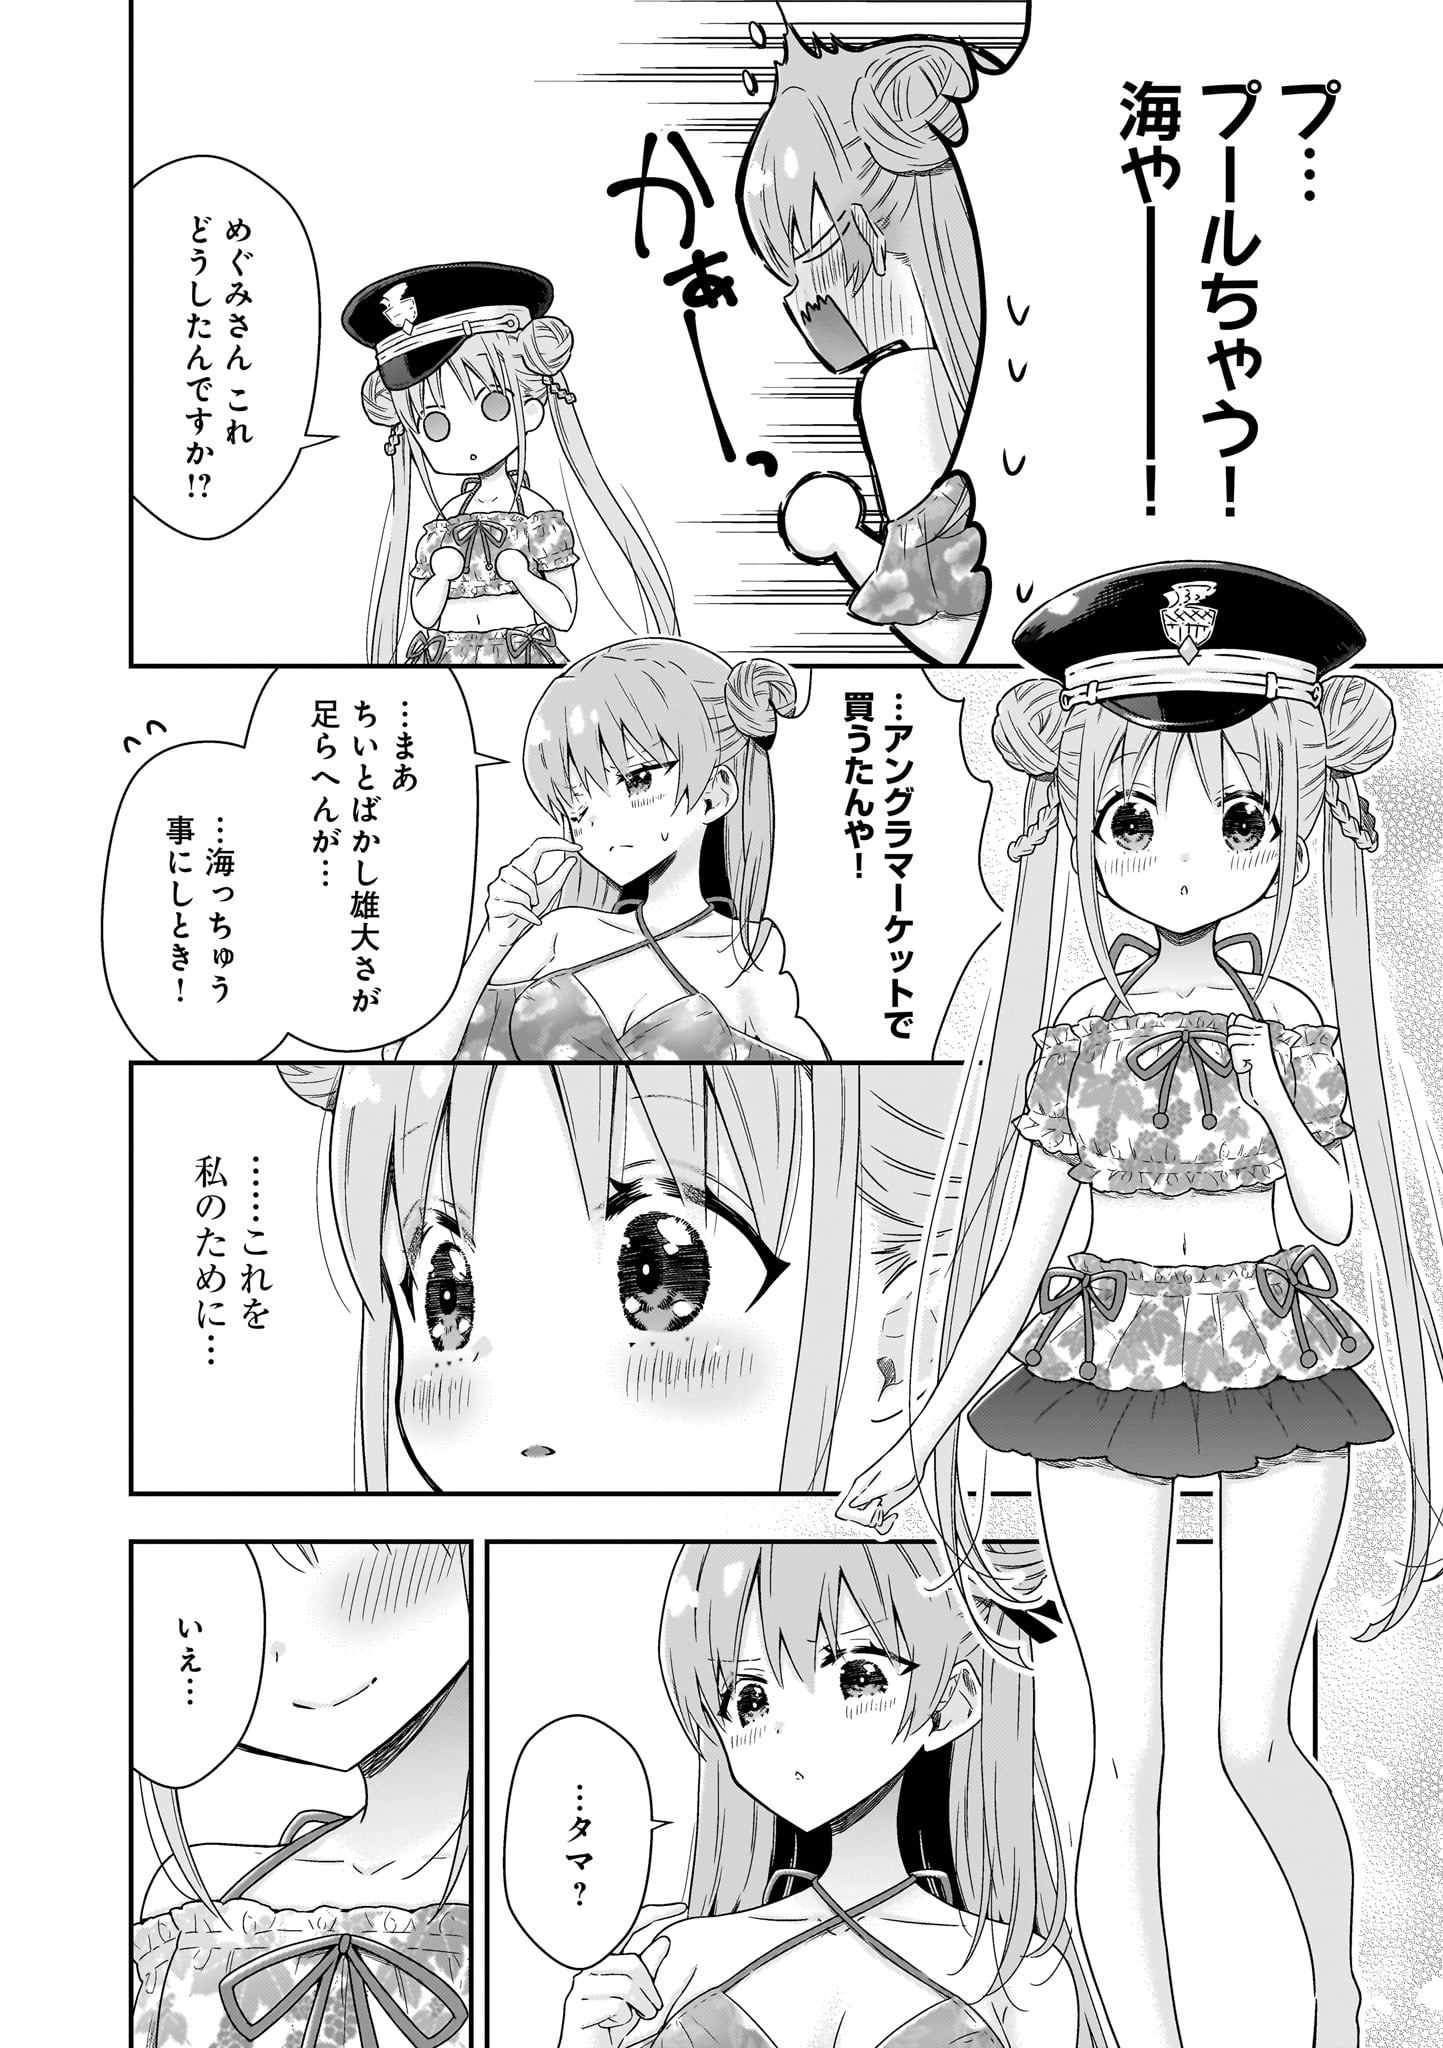 プ…
プールちゃう！
海や――――！
かぁーっ
めぐみさん これ
どうしたんですか!?
…アングラマーケットで
買うたんや！
…まあ
ちいとばかし雄大さが
足らへんが…
…海っちゅう
事にしとき！
……これを
私のために…
…タマ？
いえ…